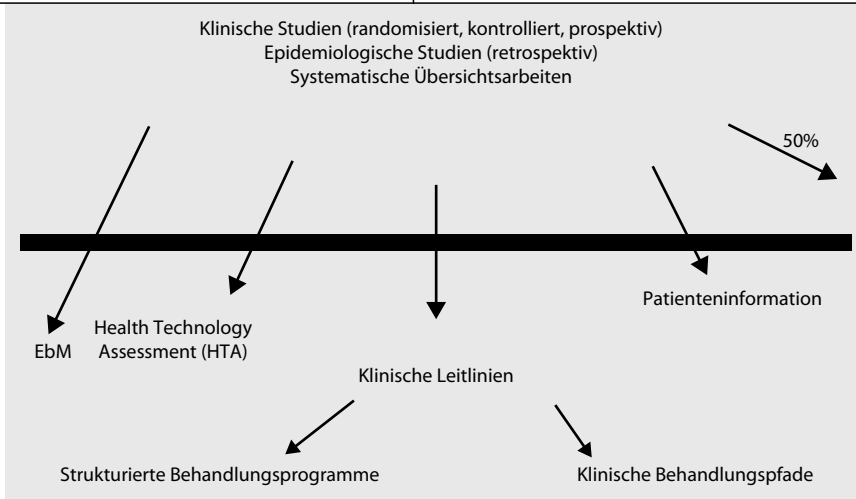 Klinische Studien (randomisiert, kontrolliert, prospektiv)
Epidemiologische Studien (retrospektiv)
Systematische Übersichtsarbeiten
50%
Patienteninformation
Health Technology
Assessment (HTA)
EbM
Klinische Leitlinien
Strukturierte Behandlungsprogramme
Klinische Behandlungspfade